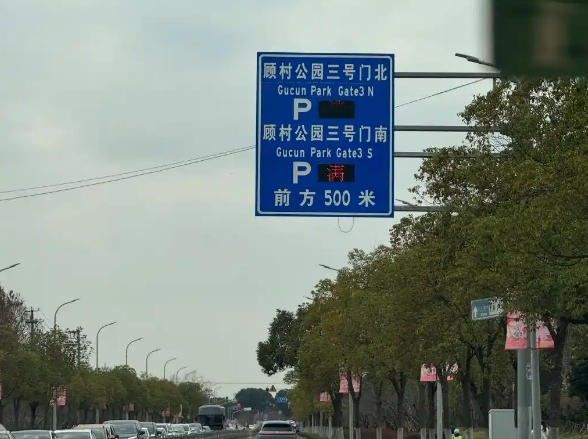 顾村公园三号门北
Gucun Park Gate3 N
P
顾村公园三号门南
Gucun Park Gate3 S
P 满
前方 500 米